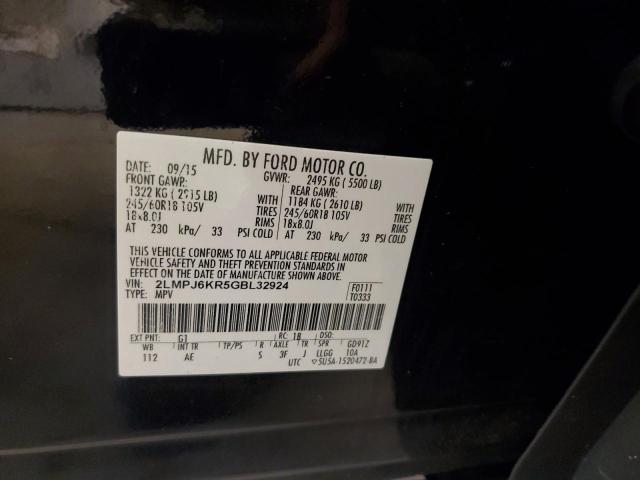 MFD. BY FORD MOTOR CO.
DATE: 09/15 GVWR: 2495 KG ( 5500 LB)
FRONT GAWR: REAR GAWR:
1322 KG ( 2915 LB) 1184 KG ( 2610 LB)
245/60R18 105V TIRES 245/60R18 105V TIRES
18x8.0J RIMS 18x8.0J RIMS
AT 230 kPa/ 33 PSI COLD AT 230 kPa/ 33 PSI COLD
THIS VEHICLE CONFORMS TO ALL APPLICABLE FEDERAL MOTOR
VEHICLE SAFETY AND THEFT PREVENTION STANDARDS IN
EFFECT ON THE DATE OF MANUFACTURE SHOWN ABOVE.
VIN: 2LMPJ6KR5GBL32924 F0111
TYPE: MPV T0333
EXT PNT: G1 RC: 18 DSO:
WB INT TR TP/PS R AXLE TR SPR GD91Z
112 AE S 3F J LLGG 10A
UTC 5U5A-1520472-BA